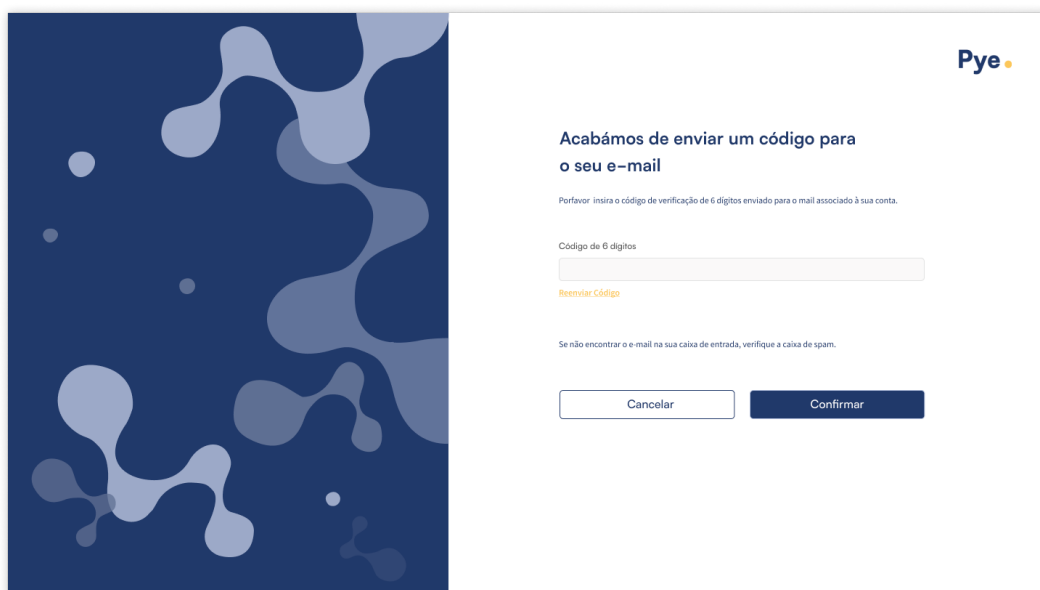 Pye.
Acabámos de enviar um código para
o seu e-mail
Porfavor insira o código de verificação de 6 dígitos enviado para o mail associado à sua conta.
Código de 6 digitos
Reenviar Código
Se não encontrar o e-mail na sua caixa de entrada, verifique a caixa de spam.
Cancelar
Confirmar